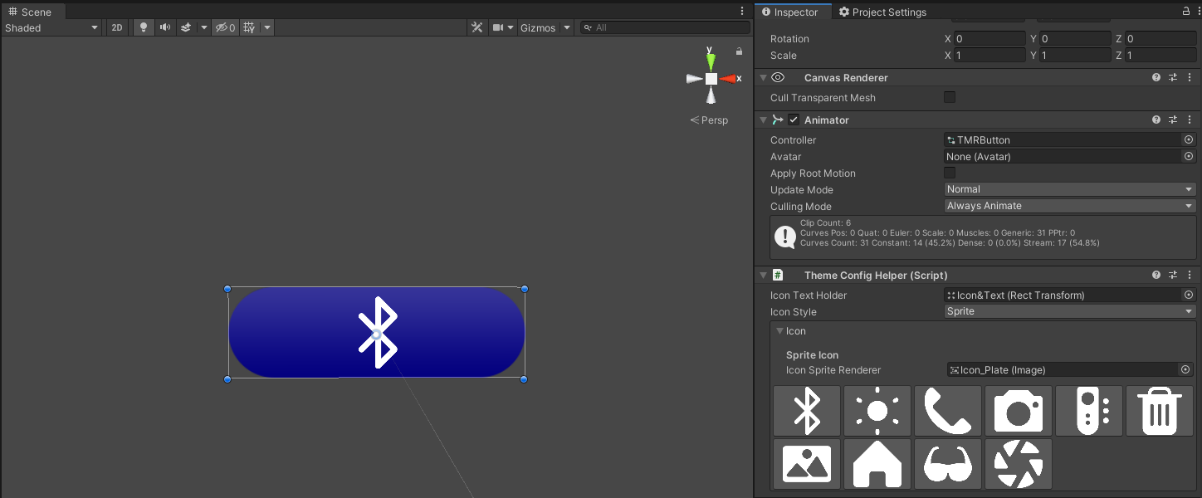 Scene
Inspector
Project Settings
Shaded
2D
0
Gizmos
All
y
x
Persp
Rotation X 0 Y 0 Z 0
Scale X 1 Y 1 Z 1
Canvas Renderer
Cull Transparent Mesh
Animator
Controller TMRButton
Avatar None (Avatar)
Apply Root Motion
Update Mode Normal
Culling Mode Always Animate
Clip Count: 6
Curves Pos: 0 Quat: 0 Euler: 0 Scale: 0 Muscles: 0 Generic: 31 PPtr: 0
Curves Count: 31 Constant: 14 (45.2%) Dense: 0 (0.0%) Stream: 17 (54.8%)
# Theme Config Helper (Script)
Icon Text Holder Icon&Text (Rect Transform)
Icon Style Sprite
Icon
Sprite Icon
Icon Sprite Renderer Icon_Plate (Image)